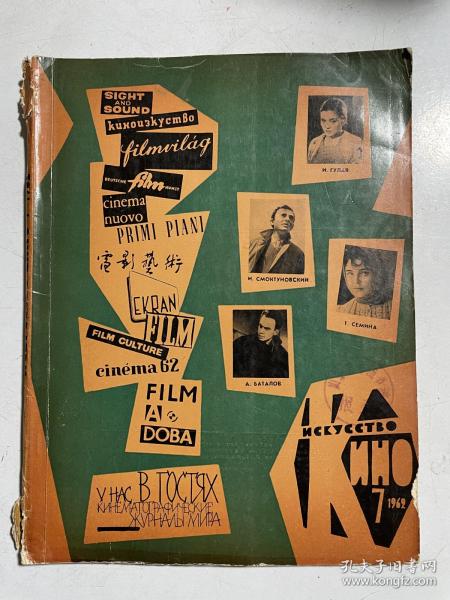 SIGHT
AND
SOUND
киноизкуство
filmvilág
DEUTSCHE film KUNST
cinema
nuovo
PRIMI PIANI
電影藝術
EKRAN
FILM
FILM CULTURE
cinéma 62
FILM
A
DOBA
У НАС В ГОСТЯХ
КИНЕМАТОГРАФИЧЕСКИЕ
ЖУРНАЛЫ МИРА
И. ГУЛАЯ
И. СМОКТУНОВСКИЙ
Т. СЕМИНА
А. БАТАЛОВ
ИСКУССТВО
КИНО
7 1962
孔夫子旧书网
www.kongfz.com